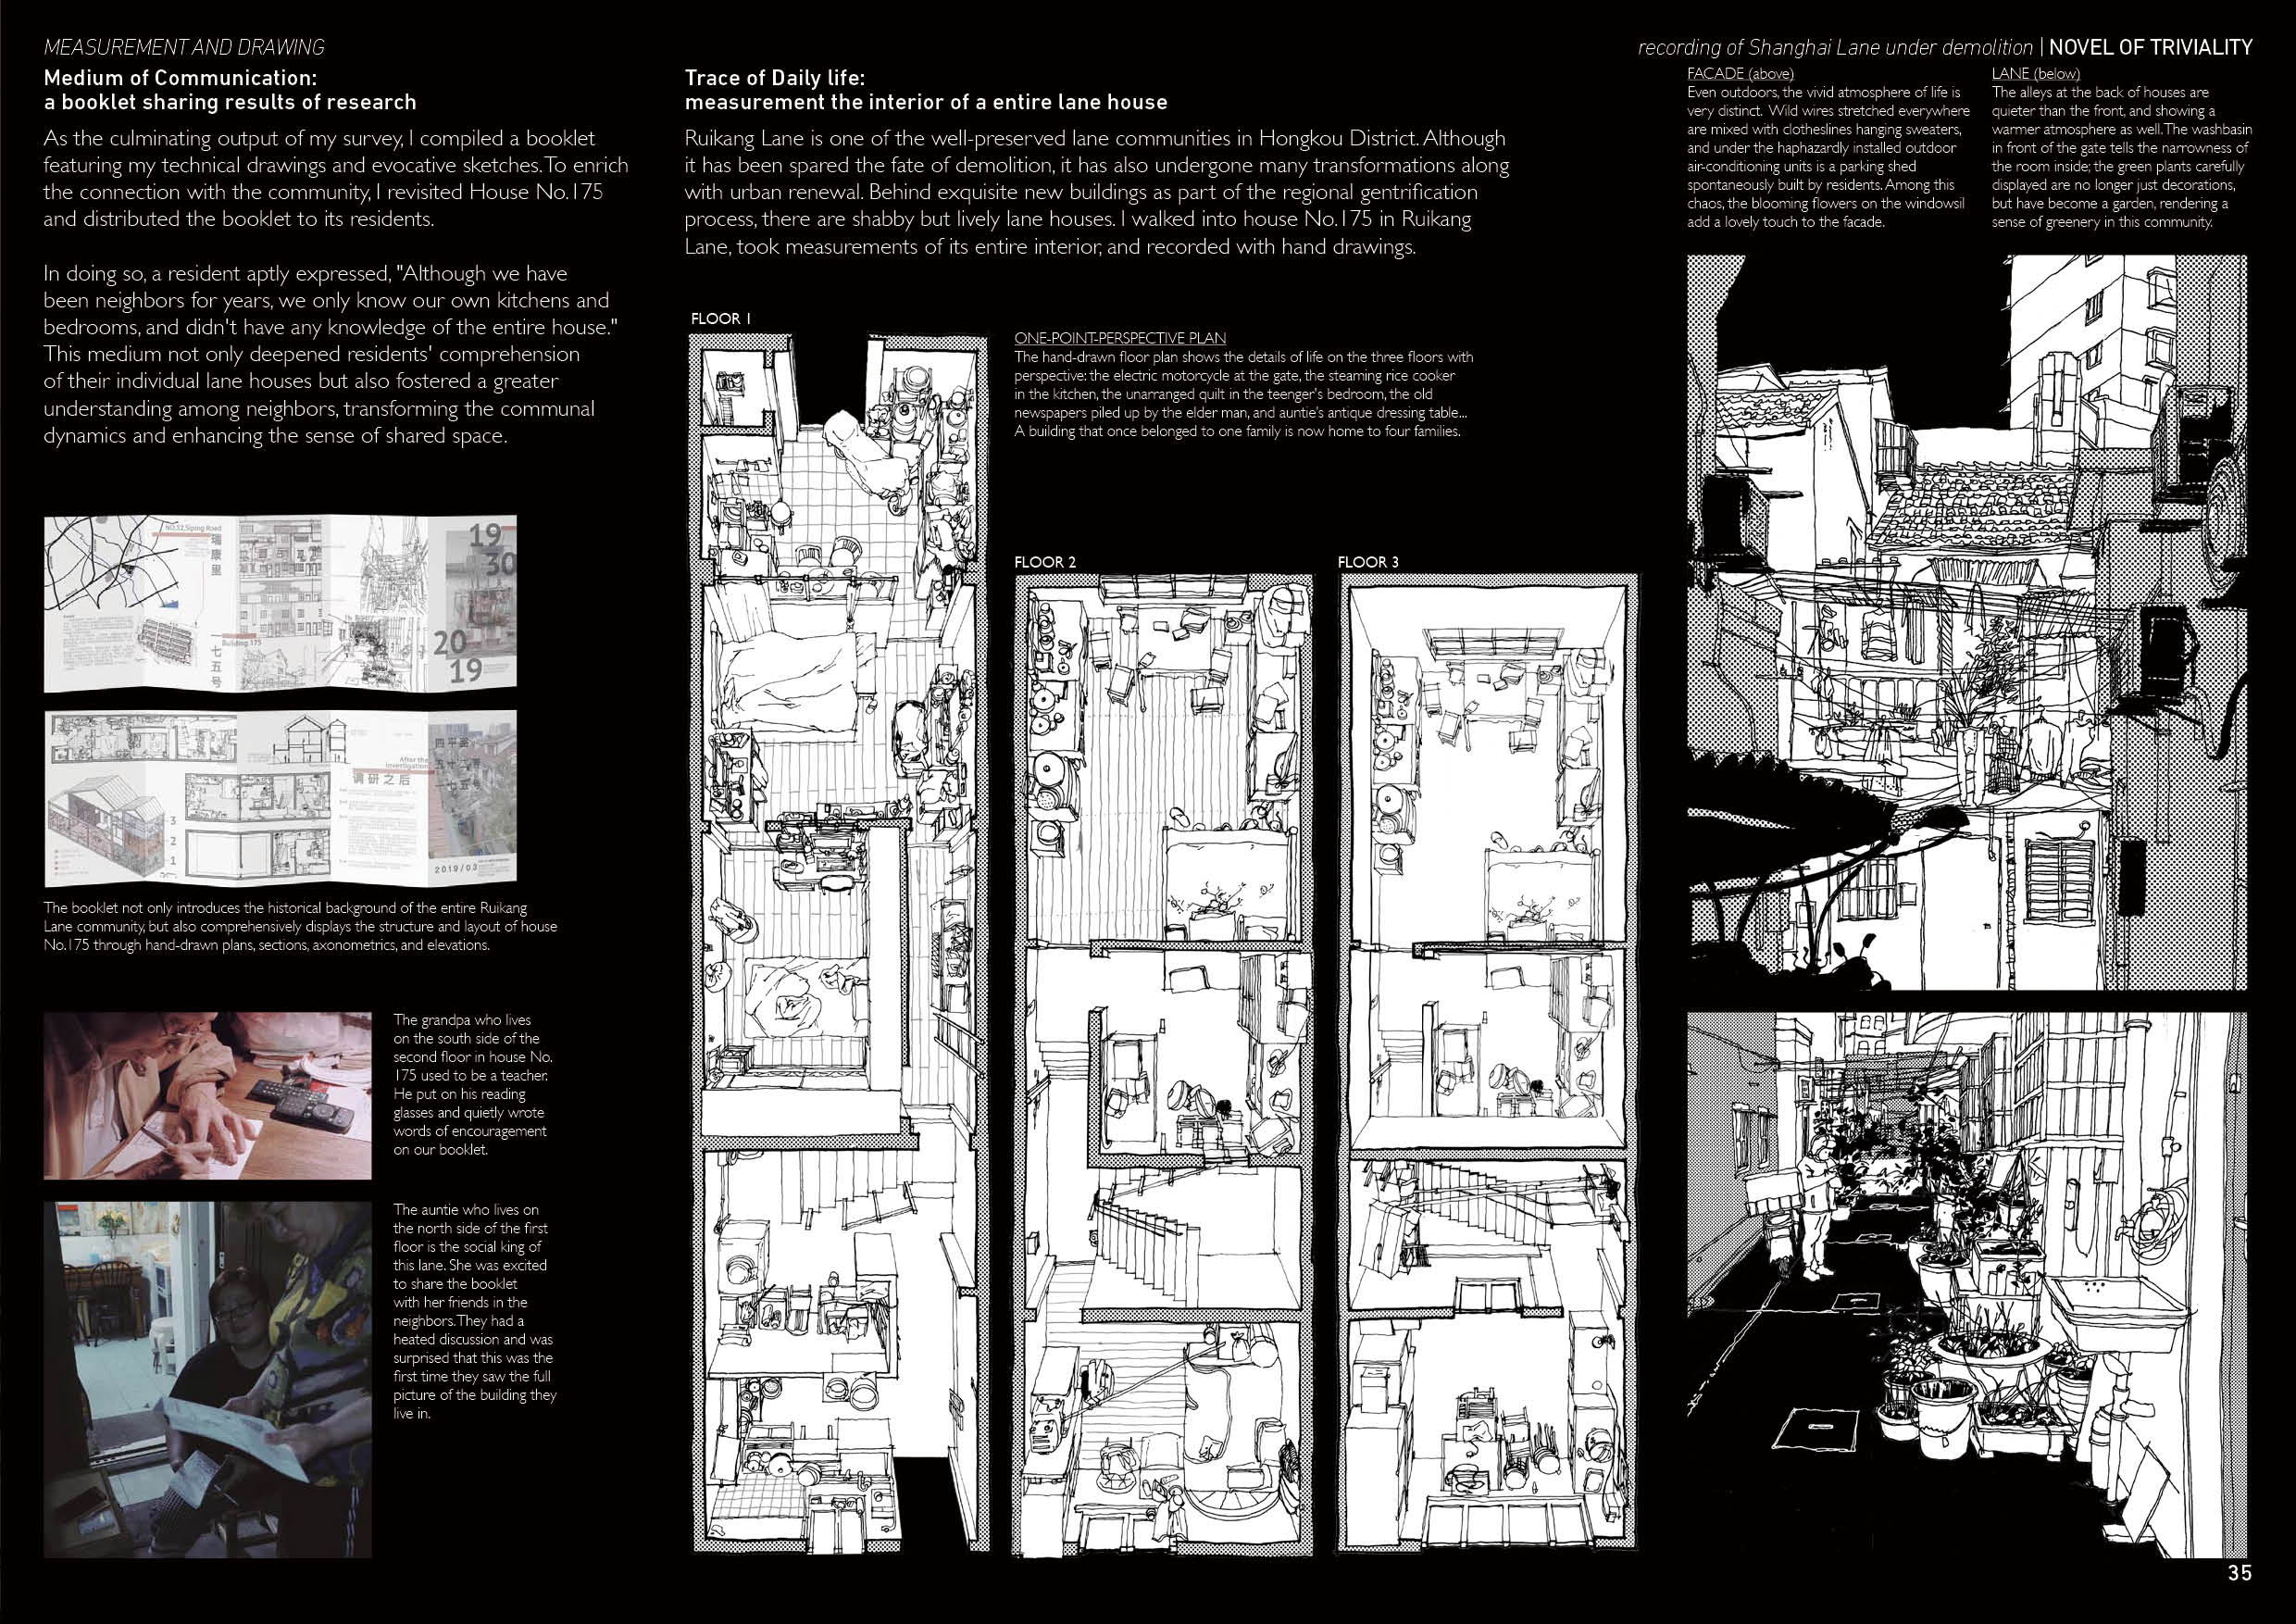 MEASUREMENT AND DRAWING
recording of Shanghai Lane under demolition | NOVEL OF TRIVIALITY
Medium of Communication:
a booklet sharing results of research
As the culminating output of my survey, I compiled a booklet
featuring my technical drawings and evocative sketches. To enrich
the connection with the community, I revisited House No.175
and distributed the booklet to its residents.
In doing so, a resident aptly expressed, "Although we have
been neighbors for years, we only know our own kitchens and
bedrooms, and didn't have any knowledge of the entire house."
This medium not only deepened residents' comprehension
of their individual lane houses but also fostered a greater
understanding among neighbors, transforming the communal
dynamics and enhancing the sense of shared space.
NO.52,Siping Road
瑞康里
Building 175
一七五号
19
30
20
19
After the
Investigation
调研之后
3
2
1
2019/03
The booklet not only introduces the historical background of the entire Ruikang
Lane community, but also comprehensively displays the structure and layout of house
No.175 through hand-drawn plans, sections, axonometrics, and elevations.
The grandpa who lives
on the south side of the
second floor in house No.
175 used to be a teacher.
He put on his reading
glasses and quietly wrote
words of encouragement
on our booklet.
The auntie who lives on
the north side of the first
floor is the social king of
this lane. She was excited
to share the booklet
with her friends in the
neighbors. They had a
heated discussion and was
surprised that this was the
first time they saw the full
picture of the building they
live in.
Trace of Daily life:
measurement the interior of a entire lane house
Ruikang Lane is one of the well-preserved lane communities in Hongkou District. Although
it has been spared the fate of demolition, it has also undergone many transformations along
with urban renewal. Behind exquisite new buildings as part of the regional gentrification
process, there are shabby but lively lane houses. I walked into house No.175 in Ruikang
Lane, took measurements of its entire interior, and recorded with hand drawings.
FLOOR 1
ONE-POINT-PERSPECTIVE PLAN
The hand-drawn floor plan shows the details of life on the three floors with
perspective: the electric motorcycle at the gate, the steaming rice cooker
in the kitchen, the unarranged quilt in the teenger's bedroom, the old
newspapers piled up by the elder man, and auntie's antique dressing table...
A building that once belonged to one family is now home to four families.
FLOOR 2
FLOOR 3
FACADE (above)
Even outdoors, the vivid atmosphere of life is
very distinct. Wild wires stretched everywhere
are mixed with clotheslines hanging sweaters,
and under the haphazardly installed outdoor
air-conditioning units is a parking shed
spontaneously built by residents. Among this
chaos, the blooming flowers on the windowsil
add a lovely touch to the facade.
LANE (below)
The alleys at the back of houses are
quieter than the front, and showing a
warmer atmosphere as well. The washbasin
in front of the gate tells the narrowness of
the room inside; the green plants carefully
displayed are no longer just decorations,
but have become a garden, rendering a
sense of greenery in this community.
35